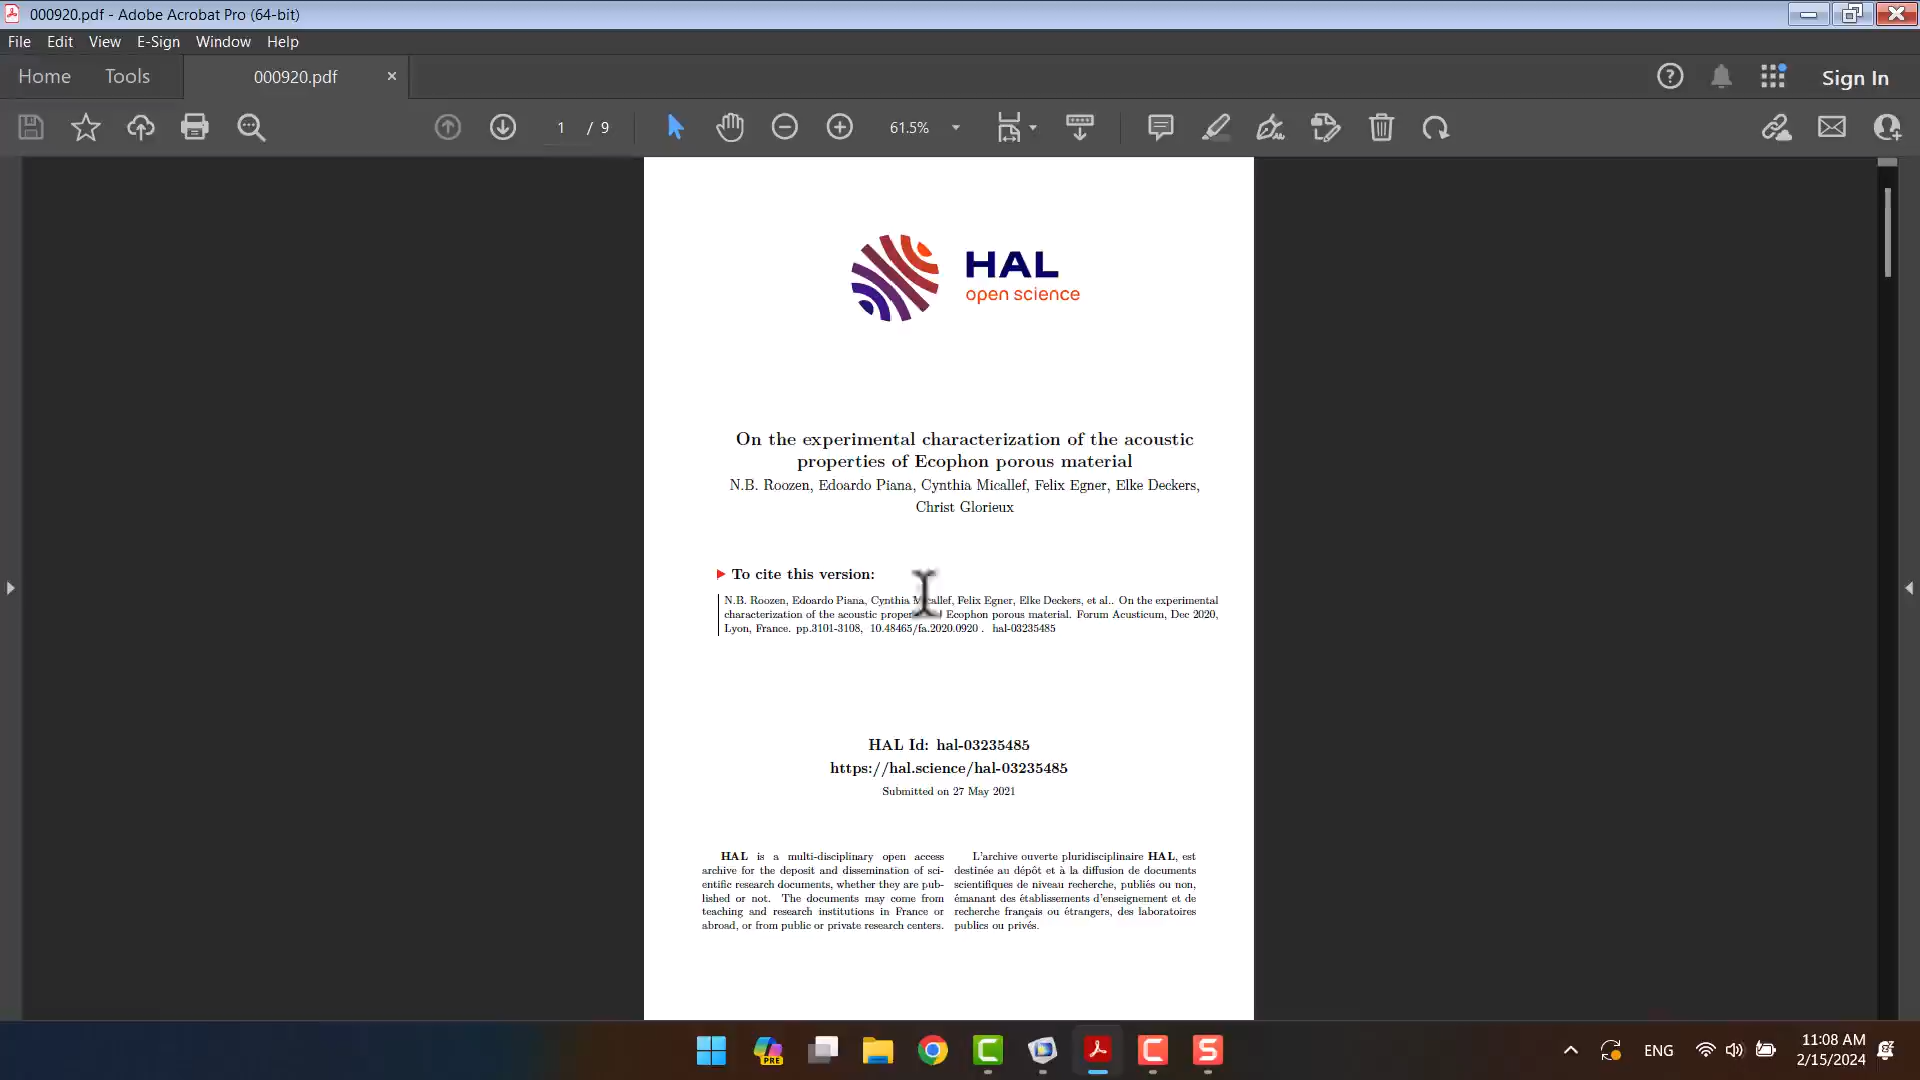 000920.pdf - Adobe Acrobat Pro (64-bit)
File Edit View E-Sign Window Help
Home Tools 000920.pdf Sign In
1 / 9 61.5%
HAL
open science
On the experimental characterization of the acoustic
properties of Ecophon porous material
N.B. Roozen, Edoardo Piana, Cynthia Micallef, Felix Egner, Elke Deckers,
Christ Glorieux
To cite this version:
N.B. Roozen, Edoardo Piana, Cynthia Micallef, Felix Egner, Elke Deckers, et al.. On the experimental
characterization of the acoustic Ecophon porous material. Forum Acusticum, Dec 2020,
Lyon, France. pp.3101-3108, 10.48465/fa.2020.0920 . hal-03235485
HAL Id: hal-03235485
https://hal.science/hal-03235485
Submitted on 27 May 2021
HAL is a multi-disciplinary open access
archive for the deposit and dissemination of sci-
entific research documents, whether they are pub-
lished or not. The documents may come from
teaching and research institutions in France or
abroad, or from public or private research centers.
L'archive ouverte pluridisciplinaire HAL, est
destinée au dépôt et à la diffusion de documents
scientifiques de niveau recherche, publiés ou non,
émanant des établissements d'enseignement et de
recherche français ou étrangers, des laboratoires
publics ou privés.
PRE
ENG
11:08 AM
2/15/2024